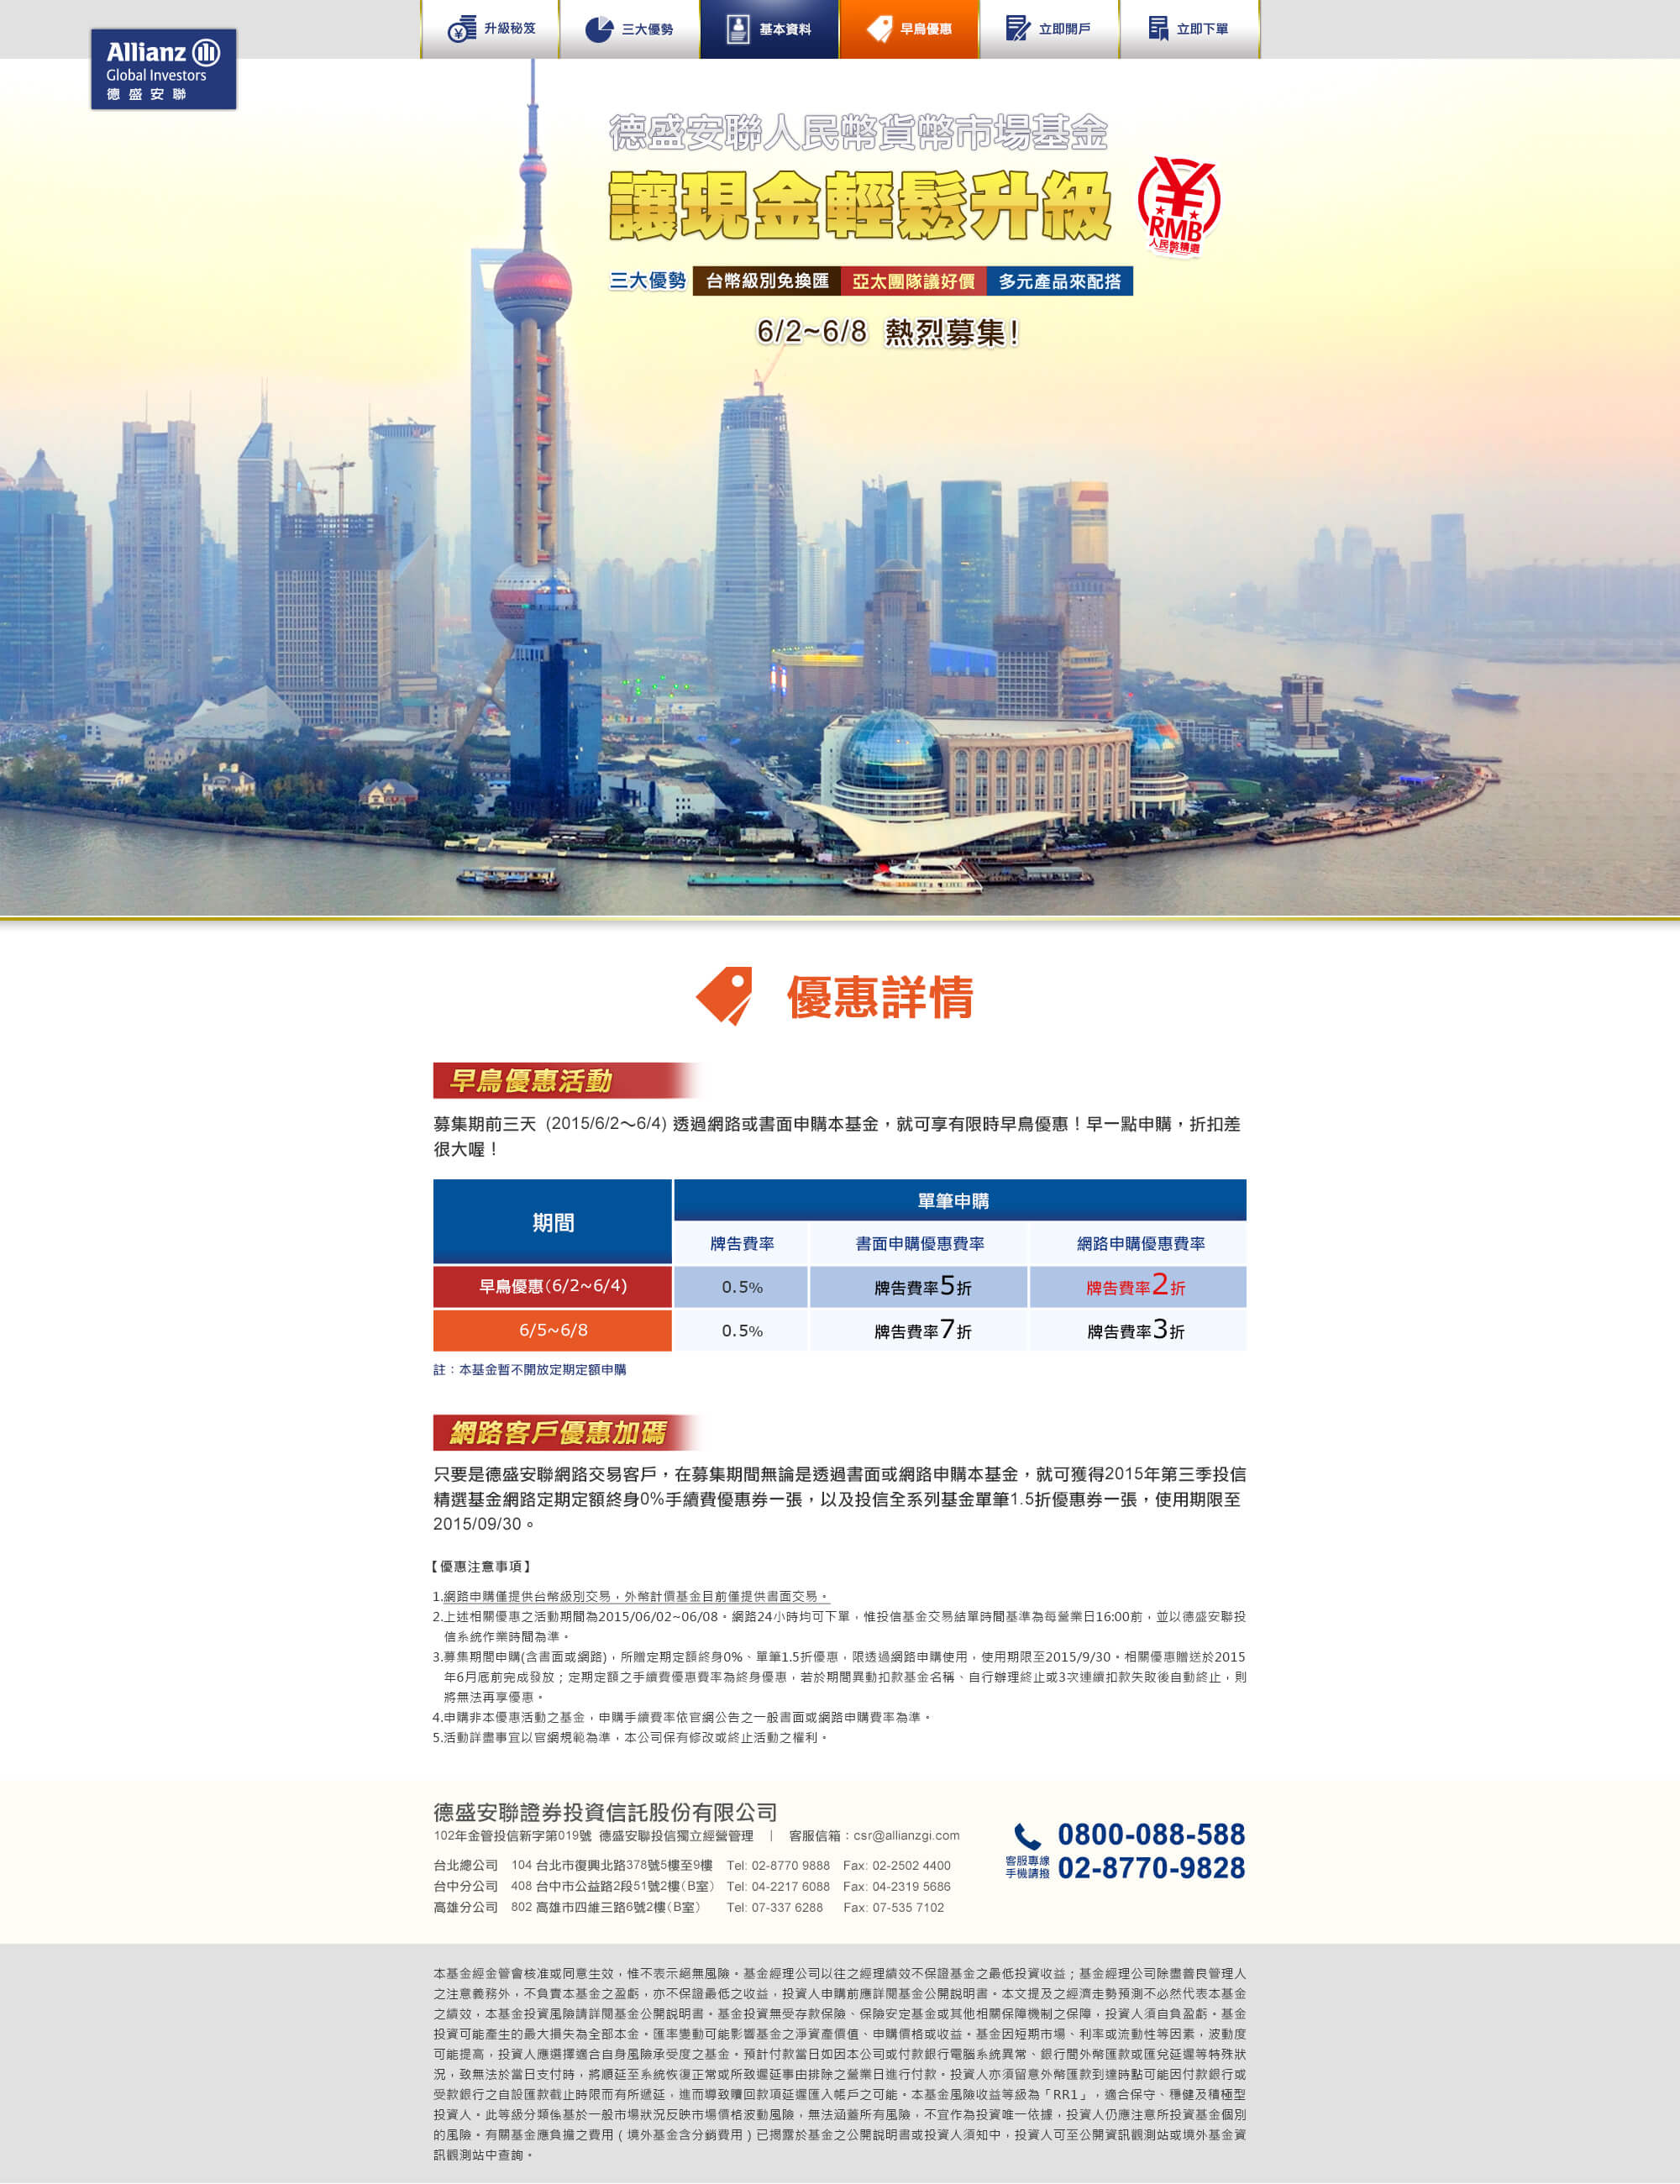 升級秘笈
三大優勢
基本資料
早鳥優惠
立即開戶
立即下單
Allianz
Global Investors
德盛安聯
德盛安聯人民幣貨幣市場基金
讓現金輕鬆升級
¥
RMB
人民幣精選
三大優勢 台幣級別免換匯 亞太團隊議好價 多元產品來配搭
6/2~6/8 熱烈募集!
優惠詳情
早鳥優惠活動
募集期前三天 (2015/6/2～6/4) 透過網路或書面申購本基金，就可享有限時早鳥優惠！早一點申購，折扣差
很大喔！
期間
單筆申購
牌告費率 書面申購優惠費率 網路申購優惠費率
早鳥優惠(6/2~6/4) 0.5% 牌告費率5折 牌告費率2折
6/5~6/8 0.5% 牌告費率7折 牌告費率3折
註：本基金暫不開放定期定額申購
網路客戶優惠加碼
只要是德盛安聯網路交易客戶，在募集期間無論是透過書面或網路申購本基金，就可獲得2015年第三季投信
精選基金網路定期定額終身0%手續費優惠券一張，以及投信全系列基金單筆1.5折優惠券一張，使用期限至
2015/09/30。
【優惠注意事項】
1.網路申購僅提供台幣級別交易，外幣計價基金目前僅提供書面交易。
2.上述相關優惠之活動期間為2015/06/02~06/08。網路24小時均可下單，惟投信基金交易結單時間基準為每營業日16:00前，並以德盛安聯投
信系統作業時間為準。
3.募集期間申購(含書面或網路)，所贈定期定額終身0%、單筆1.5折優惠，限透過網路申購使用，使用期限至2015/9/30。相關優惠贈送於2015
年6月底前完成發放；定期定額之手續費優惠費率為終身優惠，若於期間異動扣款基金名稱、自行辦理終止或3次連續扣款失敗後自動終止，則
將無法再享優惠。
4.申購非本優惠活動之基金，申購手續費率依官網公告之一般書面或網路申購費率為準。
5.活動詳盡事宜以官網規範為準，本公司保有修改或終止活動之權利。
德盛安聯證券投資信託股份有限公司
102年金管投信新字第019號 德盛安聯投信獨立經營管理 | 客服信箱：csr@allianzgi.com
台北總公司 104 台北市復興北路378號5樓至9樓 Tel: 02-8770 9888 Fax: 02-2502 4400
台中分公司 408 台中市公益路2段51號2樓(B室) Tel: 04-2217 6088 Fax: 04-2319 5686
高雄分公司 802 高雄市四維三路6號2樓(B室) Tel: 07-337 6288 Fax: 07-535 7102
0800-088-588
客服專線
手機請撥
02-8770-9828
本基金經金管會核准或同意生效，惟不表示絕無風險。基金經理公司以往之經理績效不保證基金之最低投資收益；基金經理公司除盡善良管理人
之注意義務外，不負責本基金之盈虧，亦不保證最低之收益，投資人申購前應詳閱基金公開說明書。本文提及之經濟走勢預測不必然代表本基金
之績效，本基金投資風險請詳閱基金公開說明書。基金投資無受存款保險、保險安定基金或其他相關保障機制之保障，投資人須自負盈虧。基金
投資可能產生的最大損失為全部本金。匯率變動可能影響基金之淨資產價值、申購價格或收益。基金因短期市場、利率或流動性等因素，波動度
可能提高，投資人應選擇適合自身風險承受度之基金。預計付款當日如因本公司或付款銀行電腦系統異常、銀行間外幣匯款或匯兌延遲等特殊狀
況，致無法於當日支付時，將順延至系統恢復正常或所致遲延事由排除之營業日進行付款。投資人亦須留意外幣匯款到達時點可能因付款銀行或
受款銀行之自設匯款截止時限而有所遞延，進而導致贖回款項延遲匯入帳戶之可能。本基金風險收益等級為「RR1」，適合保守、穩健及積極型
投資人。此等級分類係基於一般市場狀況反映市場價格波動風險，無法涵蓋所有風險，不宜作為投資唯一依據，投資人仍應注意所投資基金個別
的風險。有關基金應負擔之費用（境外基金含分銷費用）已揭露於基金之公開說明書或投資人須知中，投資人可至公開資訊觀測站或境外基金資
訊觀測站中查詢。